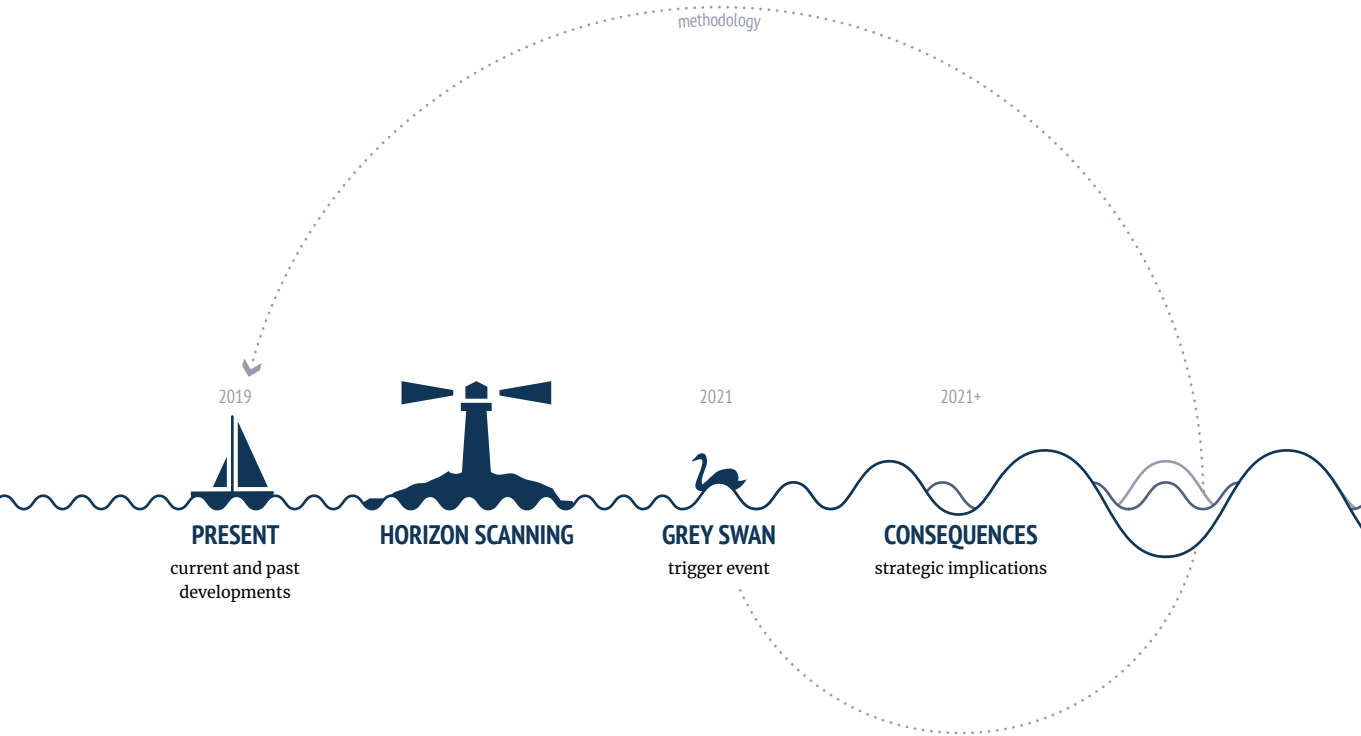 methodology
2019
2021
2021+
PRESENT
HORIZON SCANNING
GREY SWAN
CONSEQUENCES
current and past
developments
trigger event
strategic implications